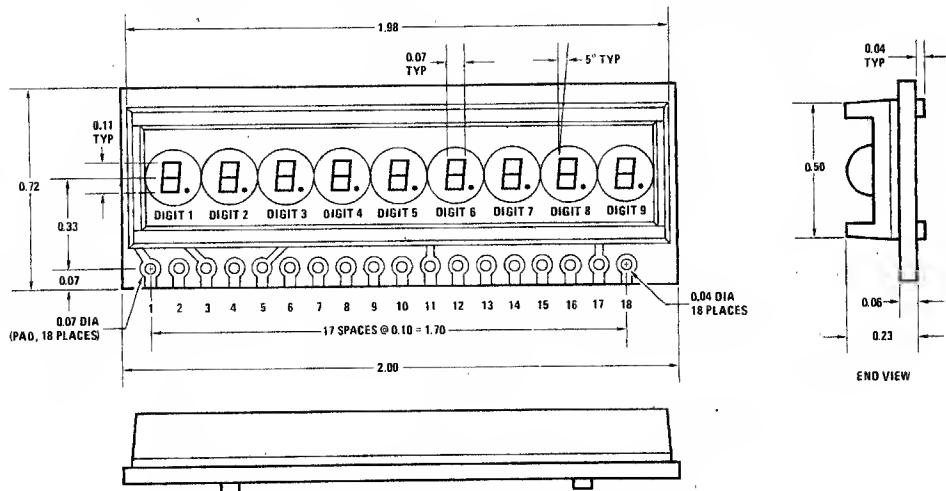 1.98
0.07
TYP
5° TYP
0.04
TYP
0.11
TYP
0.72
0.33
0.07
0.50
DIGIT 1 DIGIT 2 DIGIT 3 DIGIT 4 DIGIT 5 DIGIT 6 DIGIT 7 DIGIT 8 DIGIT 9
1 2 3 4 5 6 7 8 9 10 11 12 13 14 15 16 17 18
0.07 DIA
(PAD, 18 PLACES)
17 SPACES @ 0.10 = 1.70
0.04 DIA
18 PLACES
0.06
0.23
2.00
END VIEW